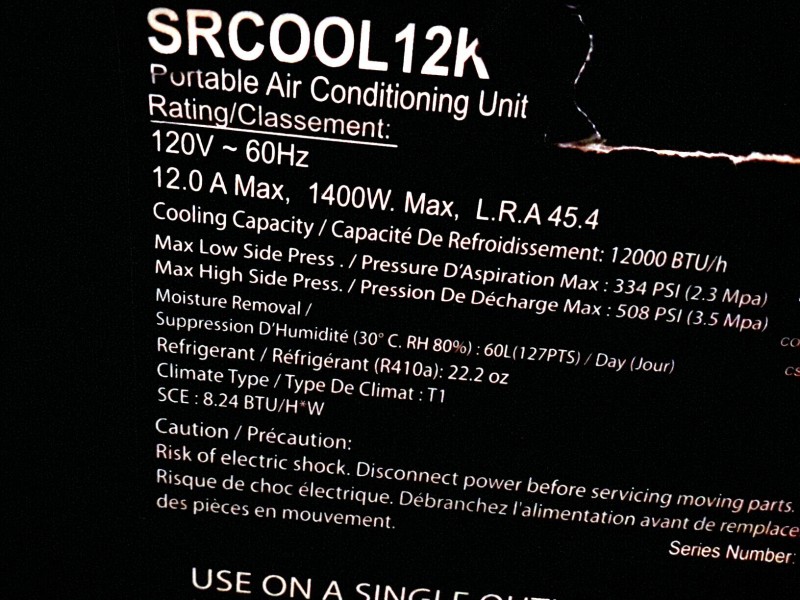 SRCOOL12K
Portable Air Conditioning Unit
Rating/Classement:
120V ~ 60Hz
12.0 A Max, 1400W. Max, L.R.A 45.4
Cooling Capacity / Capacité De Refroidissement: 12000 BTU/h
Max Low Side Press . / Pressure D'Aspiration Max : 334 PSI (2.3 Mpa)
Max High Side Press. / Pression De Décharge Max : 508 PSI (3.5 Mpa)
Moisture Removal /
Suppression D'Humidité (30° C. RH 80%) : 60L(127PTS) / Day (Jour)
Refrigerant / Réfrigérant (R410a): 22.2 oz
Climate Type / Type De Climat : T1
SCE : 8.24 BTU/H*W
Caution / Précaution:
Risk of electric shock. Disconnect power before servicing moving parts.
Risque de choc électrique. Débranchez l'alimentation avant de remplace
des pièces en mouvement.
Series Number:
USE ON A SINGLE